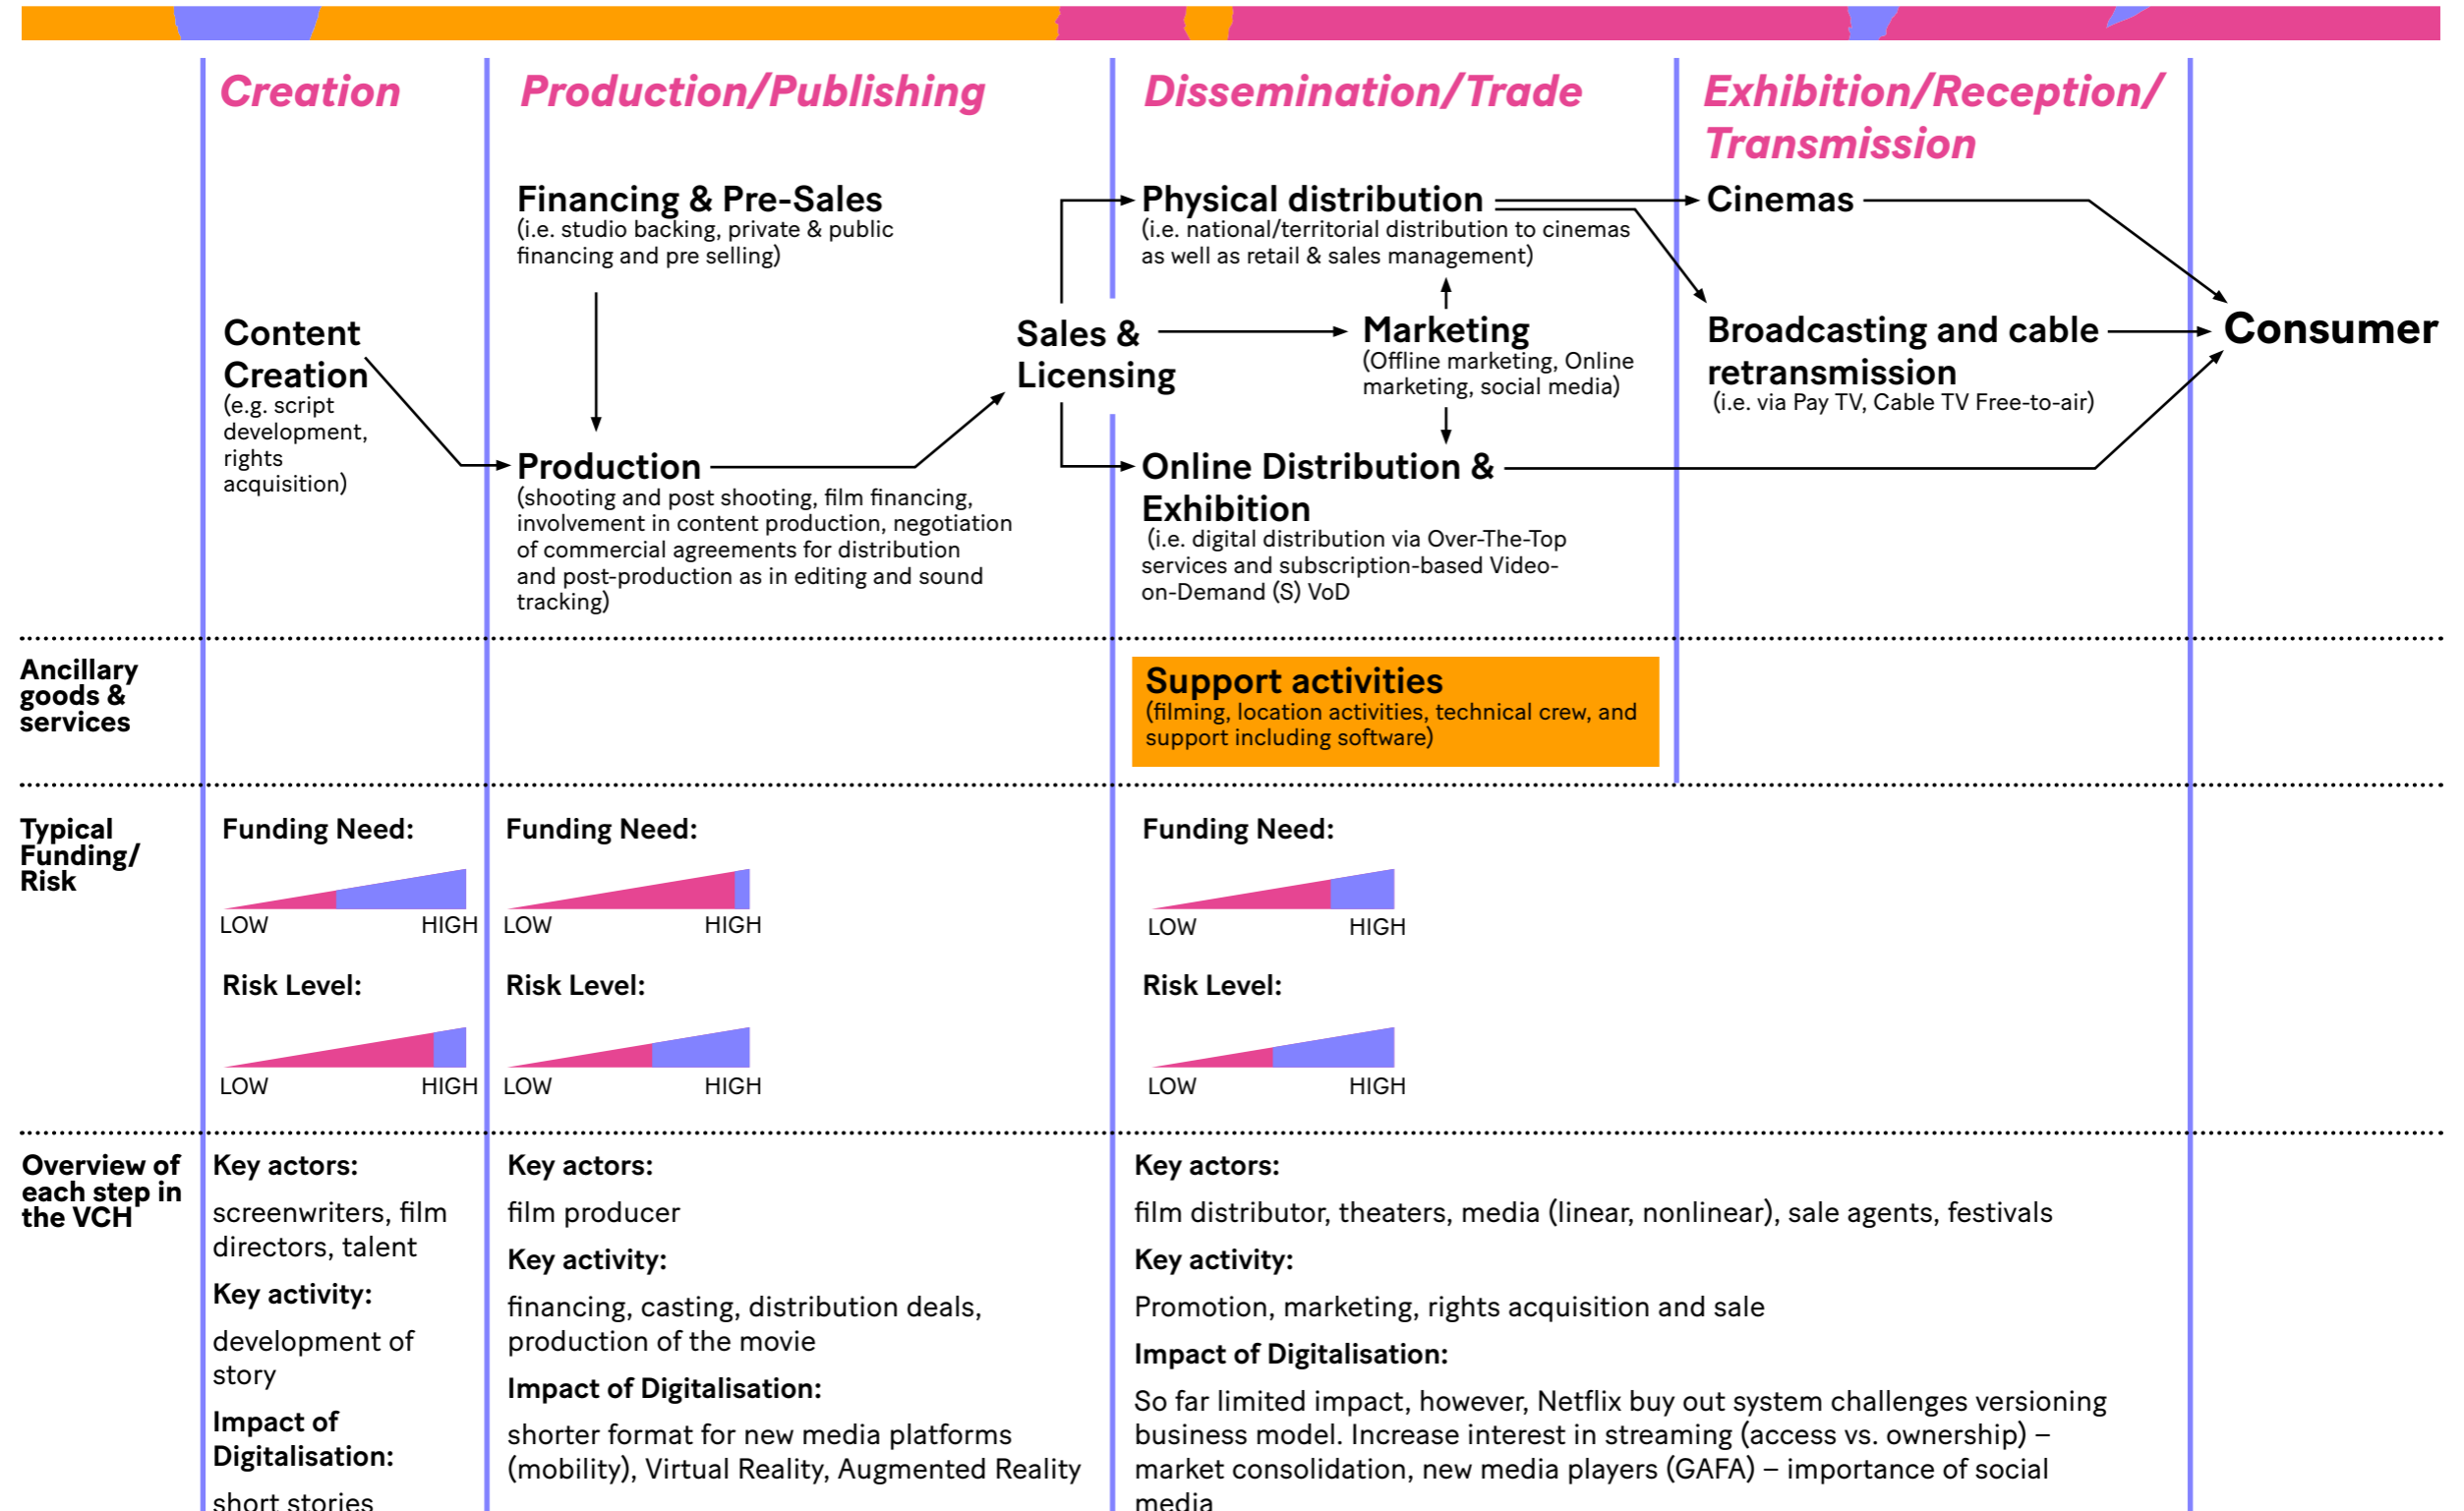 Creation
Production/Publishing
Dissemination/Trade
Exhibition/Reception/
Transmission
Content
Creation
(e.g. script
development,
rights
acquisition)
Financing & Pre-Sales
(i.e. studio backing, private & public
financing and pre selling)
Production
(shooting and post shooting, film financing,
involvement in content production, negotiation
of commercial agreements for distribution
and post-production as in editing and sound
tracking)
Sales &
Licensing
Physical distribution
(i.e. national/territorial distribution to cinemas
as well as retail & sales management)
Marketing
(Offline marketing, Online
marketing, social media)
Online Distribution &
Exhibition
(i.e. digital distribution via Over-The-Top
services and subscription-based Video-
on-Demand (S) VoD
Cinemas
Broadcasting and cable
retransmission
(i.e. via Pay TV, Cable TV Free-to-air)
Consumer
Ancillary
goods &
services
Support activities
(filming, location activities, technical crew, and
support including software)
Typical
Funding/
Risk
Funding Need:
LOW HIGH
Risk Level:
LOW HIGH
Funding Need:
LOW HIGH
Risk Level:
LOW HIGH
Funding Need:
LOW HIGH
Risk Level:
LOW HIGH
Overview of
each step in
the VCH
Key actors:
screenwriters, film
directors, talent
Key activity:
development of
story
Impact of
Digitalisation:
short stories
Key actors:
film producer
Key activity:
financing, casting, distribution deals,
production of the movie
Impact of Digitalisation:
shorter format for new media platforms
(mobility), Virtual Reality, Augmented Reality
Key actors:
film distributor, theaters, media (linear, nonlinear), sale agents, festivals
Key activity:
Promotion, marketing, rights acquisition and sale
Impact of Digitalisation:
So far limited impact, however, Netflix buy out system challenges versioning
business model. Increase interest in streaming (access vs. ownership) –
market consolidation, new media players (GAFA) – importance of social
media